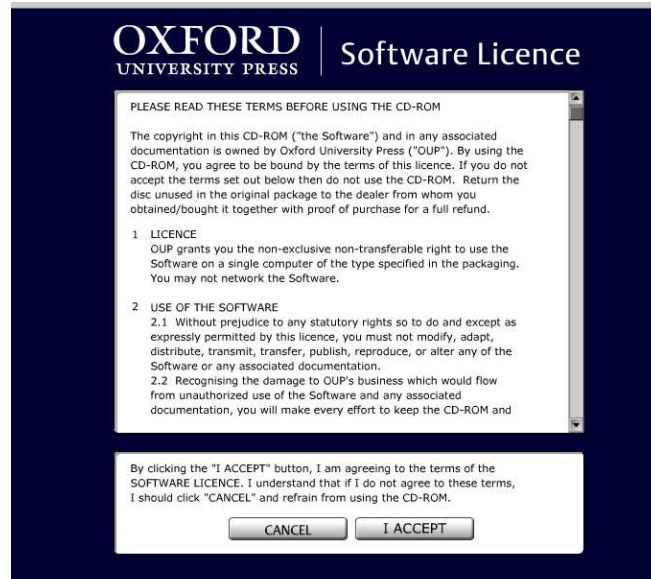 OXFORD
UNIVERSITY PRESS
Software Licence
PLEASE READ THESE TERMS BEFORE USING THE CD-ROM
The copyright in this CD-ROM ("the Software") and in any associated
documentation is owned by Oxford University Press ("OUP"). By using the
CD-ROM, you agree to be bound by the terms of this licence. If you do not
accept the terms set out below then do not use the CD-ROM. Return the
disc unused in the original package to the dealer from whom you
obtained/bought it together with proof of purchase for a full refund.
1 LICENCE
OUP grants you the non-exclusive non-transferable right to use the
Software on a single computer of the type specified in the packaging.
You may not network the Software.
2 USE OF THE SOFTWARE
2.1 Without prejudice to any statutory rights so to do and except as
expressly permitted by this licence, you must not modify, adapt,
distribute, transmit, transfer, publish, reproduce, or alter any of the
Software or any associated documentation.
2.2 Recognising the damage to OUP's business which would flow
from unauthorized use of the Software and any associated
documentation, you will make every effort to keep the CD-ROM and
By clicking the "I ACCEPT" button, I am agreeing to the terms of the
SOFTWARE LICENCE. I understand that if I do not agree to these terms,
I should click "CANCEL" and refrain from using the CD-ROM.
CANCEL
I ACCEPT